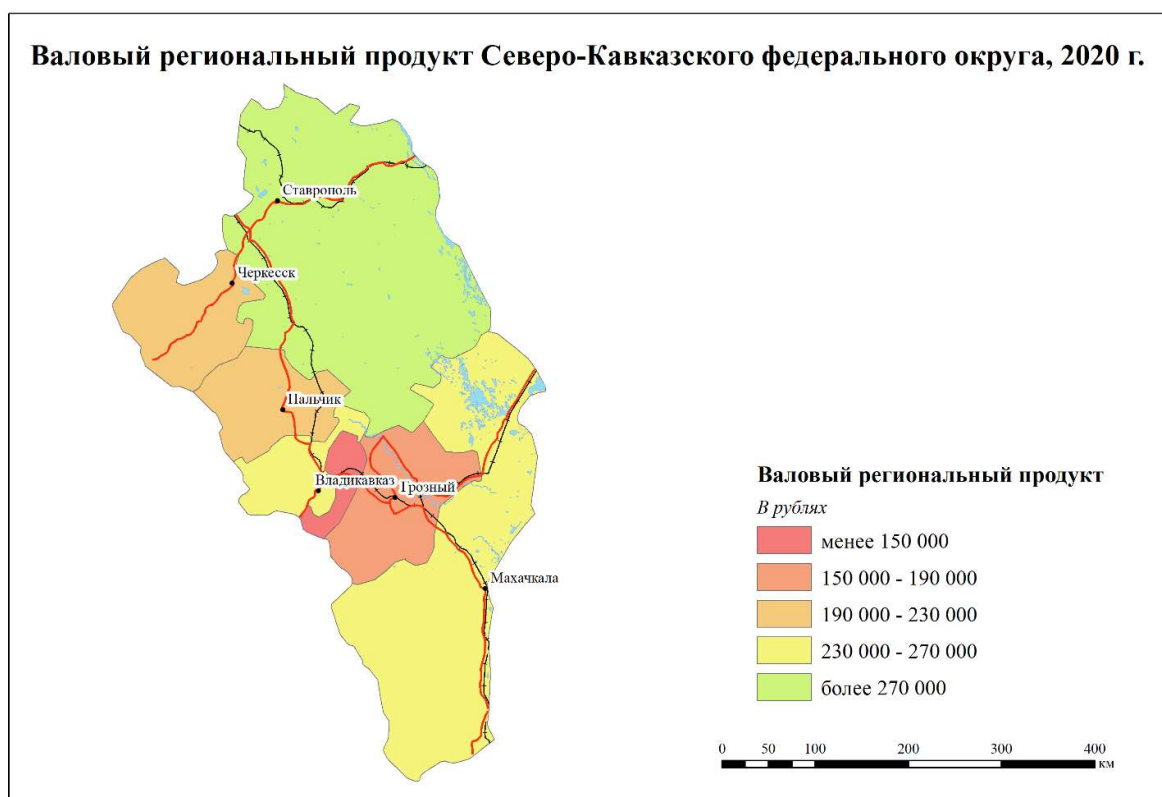 Валовый региональный продукт Северо-Кавказского федерального округа, 2020 г.
Ставрополь
Черкесск
Нальчик
Владикавказ
Грозный
Махачкала
Валовый региональный продукт
В рублях
менее 150 000
150 000 - 190 000
190 000 - 230 000
230 000 - 270 000
более 270 000
0 50 100 200 300 400
км